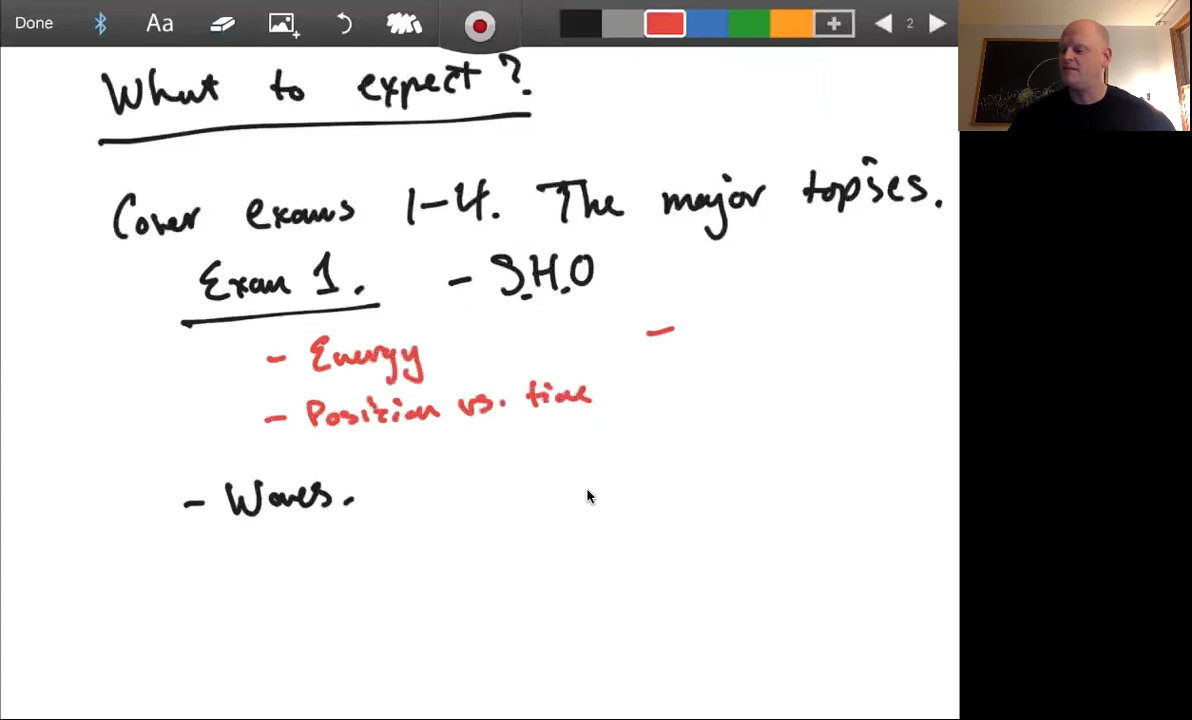 Done Aa 2
What to expect?
Cover exams 1-4. The major topises.
Exam 1. - S.H.O
- Energy
-
- Position vs. time
- Waves.